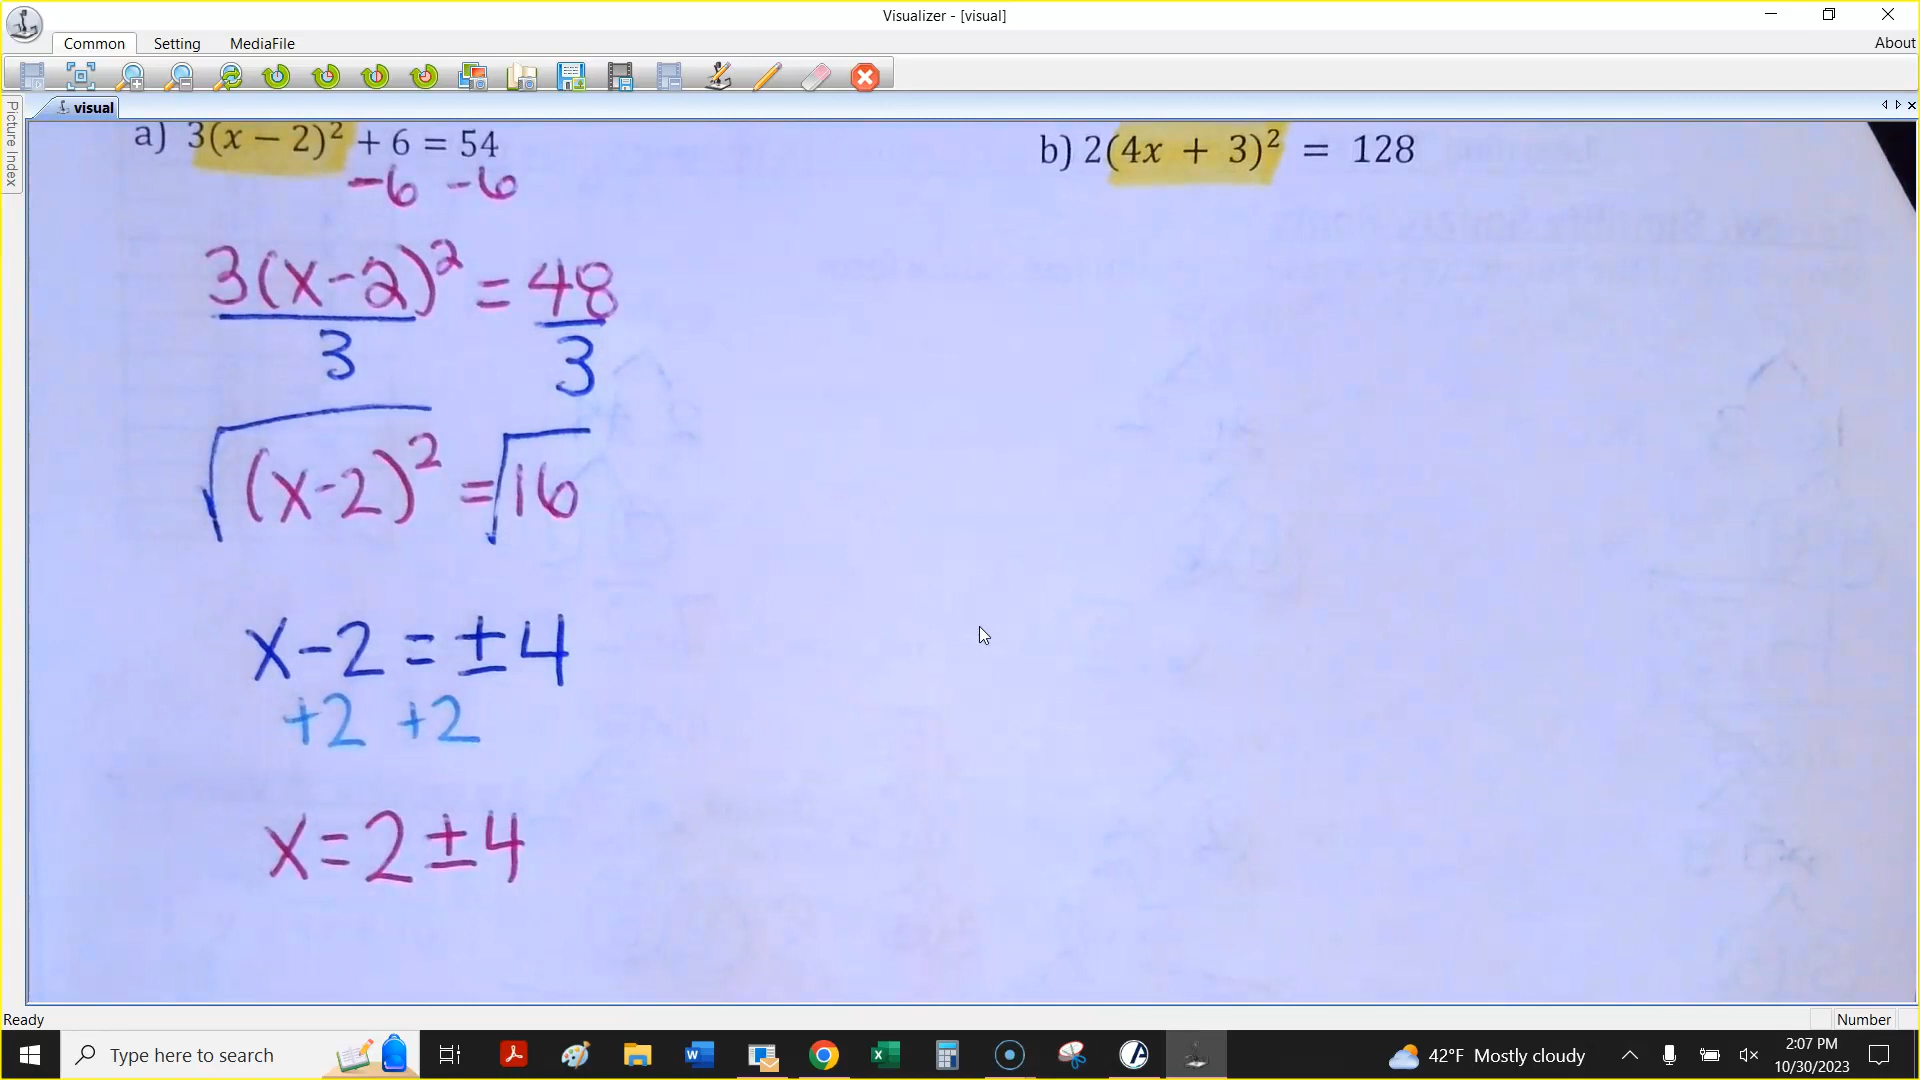 Visualizer - [visual]
Common Setting MediaFile About
Picture Index
visual
a) 3(x − 2)² + 6 = 54
−6 −6
3(x−2)² = 48
3 3
√(x−2)² = √16
x−2 = ±4
+2 +2
x = 2 ± 4
b) 2(4x + 3)² = 128
Ready Number
Type here to search 42°F Mostly cloudy 2:07 PM
10/30/2023